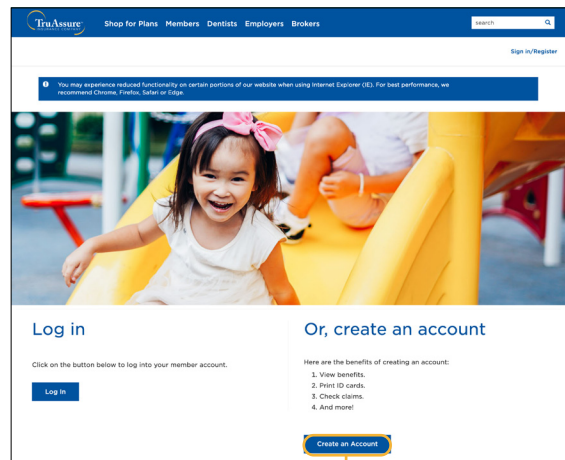 TruAssure
INSURANCE COMPANY
Shop for Plans Members Dentists Employers Brokers
search
Sign in/Register
You may experience reduced functionality on certain portions of our website when using Internet Explorer (IE). For best performance, we
recommend Chrome, Firefox, Safari or Edge.
Log in
Click on the button below to log into your member account.
Log In
Or, create an account
Here are the benefits of creating an account:
1. View benefits.
2. Print ID cards.
3. Check claims.
4. And more!
Create an Account